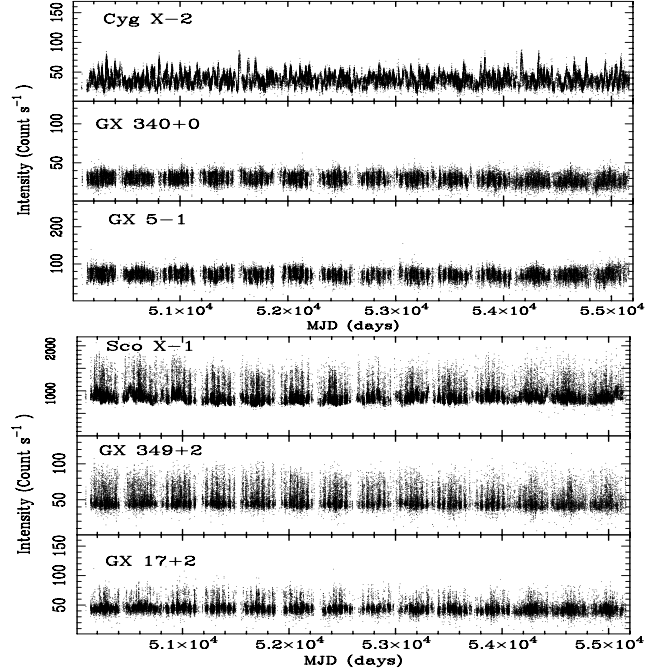 150
Cyg X-2
100
50
GX 340+0
100
50
GX 5-1
200
100
Intensity (Count s⁻¹)
5.1×10⁴ 5.2×10⁴ 5.3×10⁴ 5.4×10⁴ 5.5×10⁴
MJD (days)
Sco X-1
2000
1000
GX 349+2
100
50
GX 17+2
150
100
50
Intensity (Count s⁻¹)
5.1×10⁴ 5.2×10⁴ 5.3×10⁴ 5.4×10⁴ 5.5×10⁴
MJD (days)